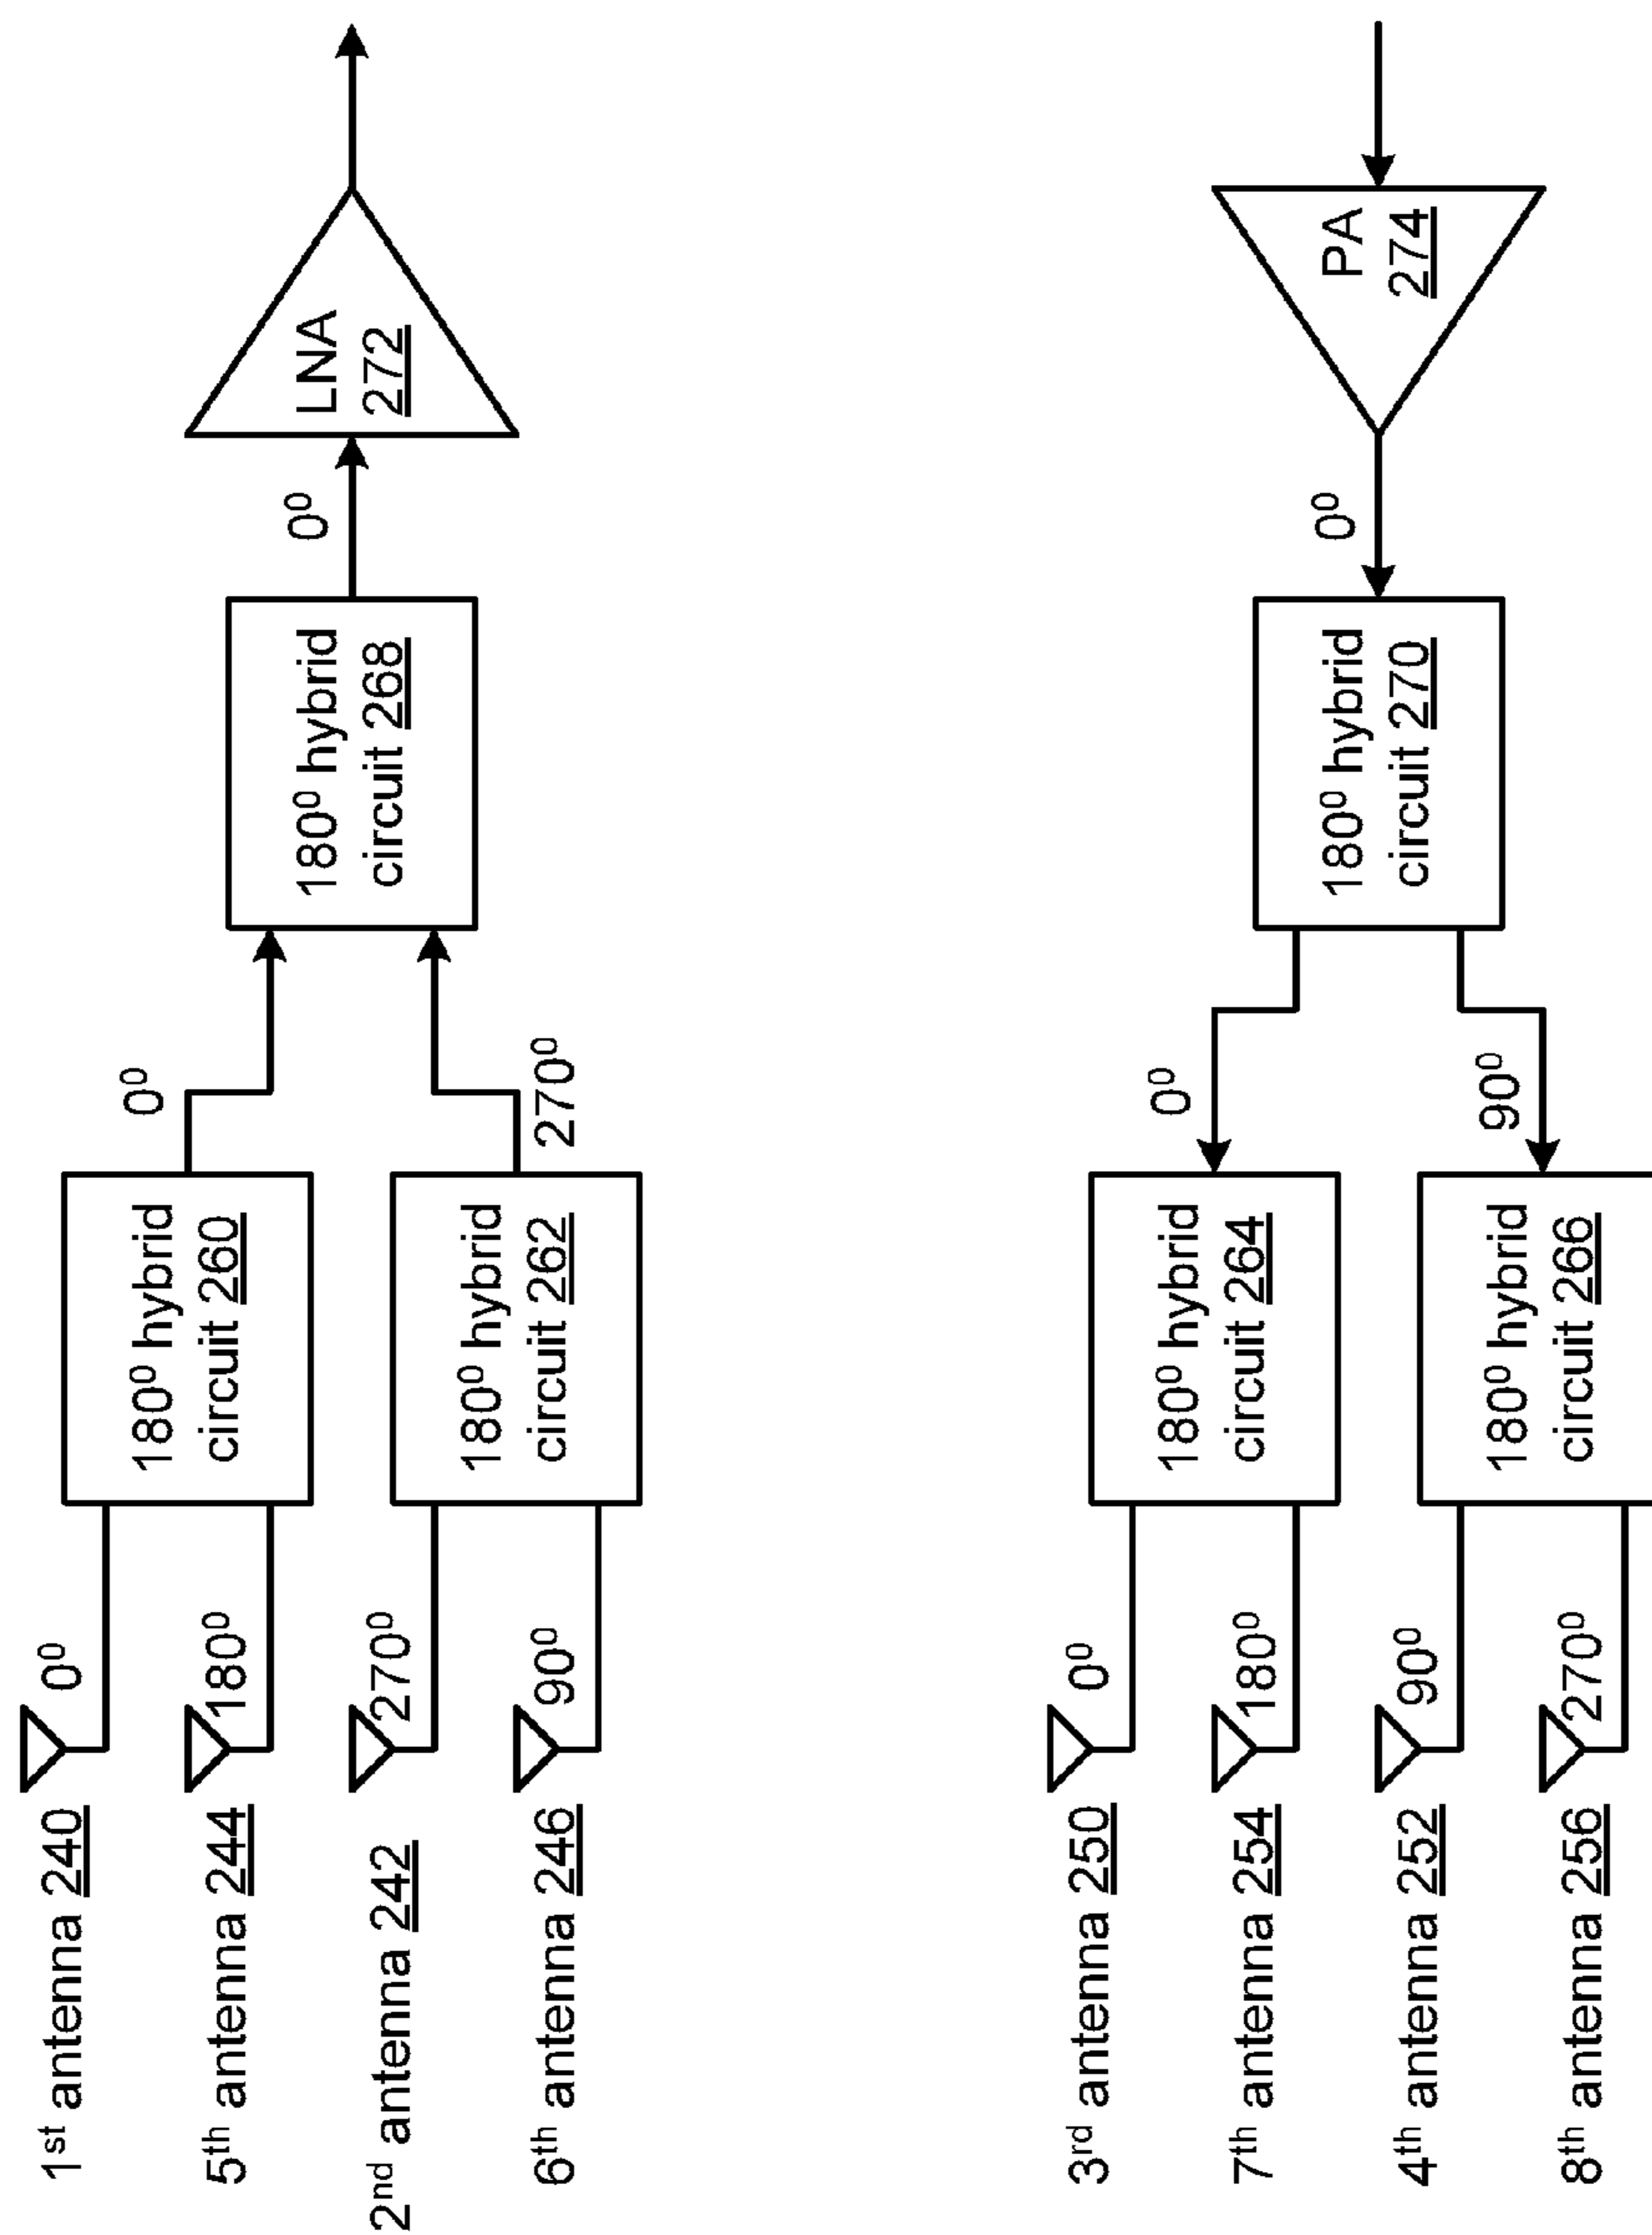 1st antenna 240
0⁰
5th antenna 244
180⁰
2nd antenna 242
270⁰
6th antenna 246
90⁰
180⁰ hybrid
circuit 260
0⁰
180⁰ hybrid
circuit 262
270⁰
180⁰ hybrid
circuit 268
0⁰
LNA
272
3rd antenna 250
0⁰
7th antenna 254
180⁰
4th antenna 252
90⁰
8th antenna 256
270⁰
180⁰ hybrid
circuit 264
0⁰
180⁰ hybrid
circuit 266
90⁰
180⁰ hybrid
circuit 270
0⁰
PA
274